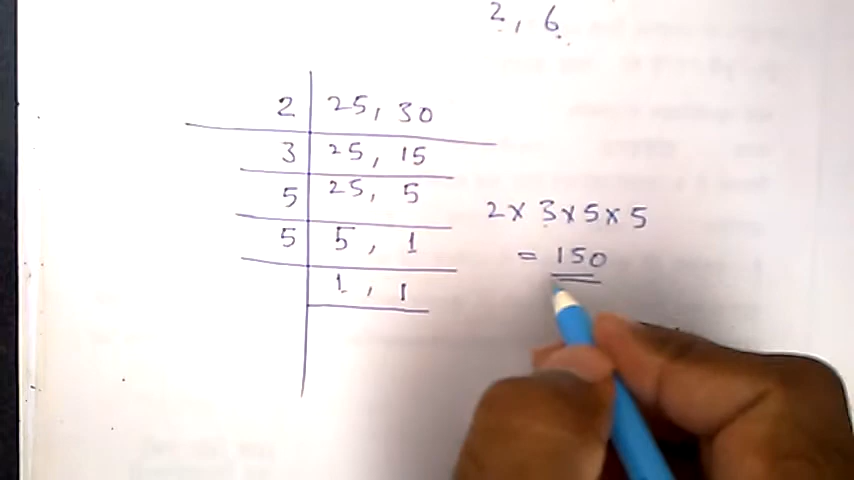 2, 6
2 25, 30
3 25, 15
5 25, 5
5 5, 1
1, 1
2 x 3 x 5 x 5
= 150